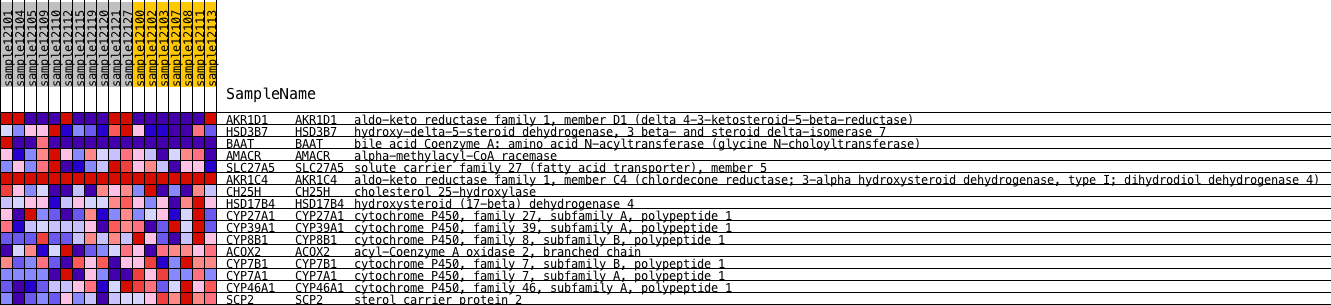 sample12101
sample12104
sample12105
sample12109
sample12110
sample12112
sample12115
sample12119
sample12120
sample12121
sample12127
sample12100
sample12102
sample12103
sample12107
sample12108
sample12111
sample12113
SampleName
AKR1D1 AKR1D1 aldo-keto reductase family 1, member D1 (delta 4-3-ketosteroid-5-beta-reductase)
HSD3B7 HSD3B7 hydroxy-delta-5-steroid dehydrogenase, 3 beta- and steroid delta-isomerase 7
BAAT BAAT bile acid Coenzyme A: amino acid N-acyltransferase (glycine N-choloyltransferase)
AMACR AMACR alpha-methylacyl-CoA racemase
SLC27A5 SLC27A5 solute carrier family 27 (fatty acid transporter), member 5
AKR1C4 AKR1C4 aldo-keto reductase family 1, member C4 (chlordecone reductase; 3-alpha hydroxysteroid dehydrogenase, type I; dihydrodiol dehydrogenase 4)
CH25H CH25H cholesterol 25-hydroxylase
HSD17B4 HSD17B4 hydroxysteroid (17-beta) dehydrogenase 4
CYP27A1 CYP27A1 cytochrome P450, family 27, subfamily A, polypeptide 1
CYP39A1 CYP39A1 cytochrome P450, family 39, subfamily A, polypeptide 1
CYP8B1 CYP8B1 cytochrome P450, family 8, subfamily B, polypeptide 1
ACOX2 ACOX2 acyl-Coenzyme A oxidase 2, branched chain
CYP7B1 CYP7B1 cytochrome P450, family 7, subfamily B, polypeptide 1
CYP7A1 CYP7A1 cytochrome P450, family 7, subfamily A, polypeptide 1
CYP46A1 CYP46A1 cytochrome P450, family 46, subfamily A, polypeptide 1
SCP2 SCP2 sterol carrier protein 2